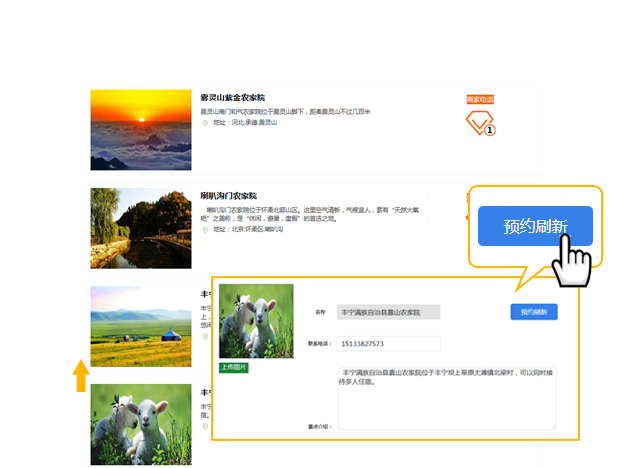 雾灵山紫金农家院
雾灵山南门和气农家院位于雾灵山脚下，距离雾灵山不过几百米
地址：河北.承德.雾灵山
商家电话
1
喇叭沟门农家院
喇叭沟门农家院位于怀柔北部山区。这里空气清新，气候宜人，素有“天然大氧
吧”之美称，是“休闲，避暑，度假”的首选之地。
地址：北京.怀柔区.喇叭沟
预约刷新
丰宁
丰宁
上，
悠闲
名称
丰宁满族自治县靠山农家院
预约刷新
联系电话：
15133827573
上传图片
丰宁满族自治县靠山农家院位于丰宁坝上草原大滩镇北梁村，可以同时接
待多人住宿。
重点介绍：
丰宁
丰宁
宿。